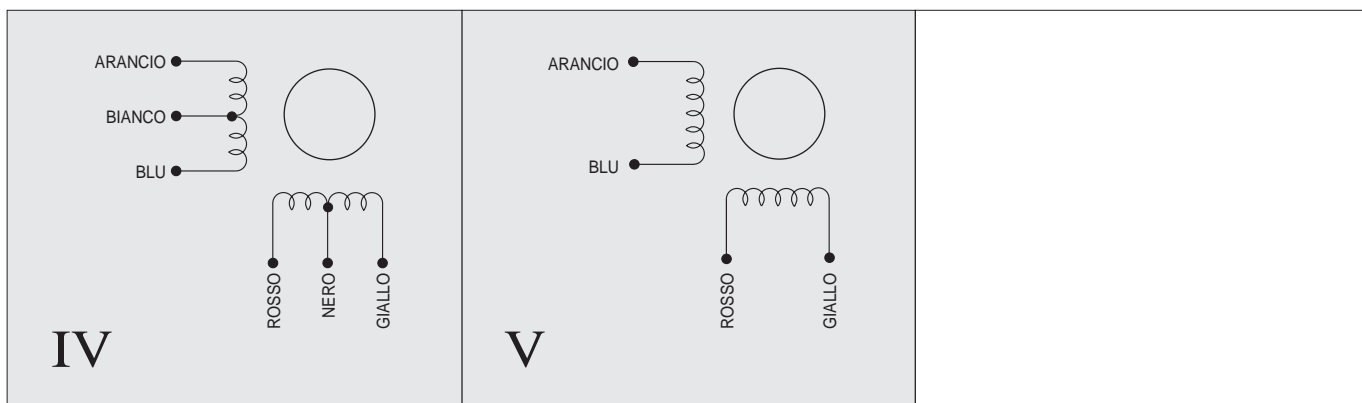 ARANCIO
BIANCO
BLU
ROSSO
NERO
GIALLO
IV
ARANCIO
BLU
ROSSO
GIALLO
V